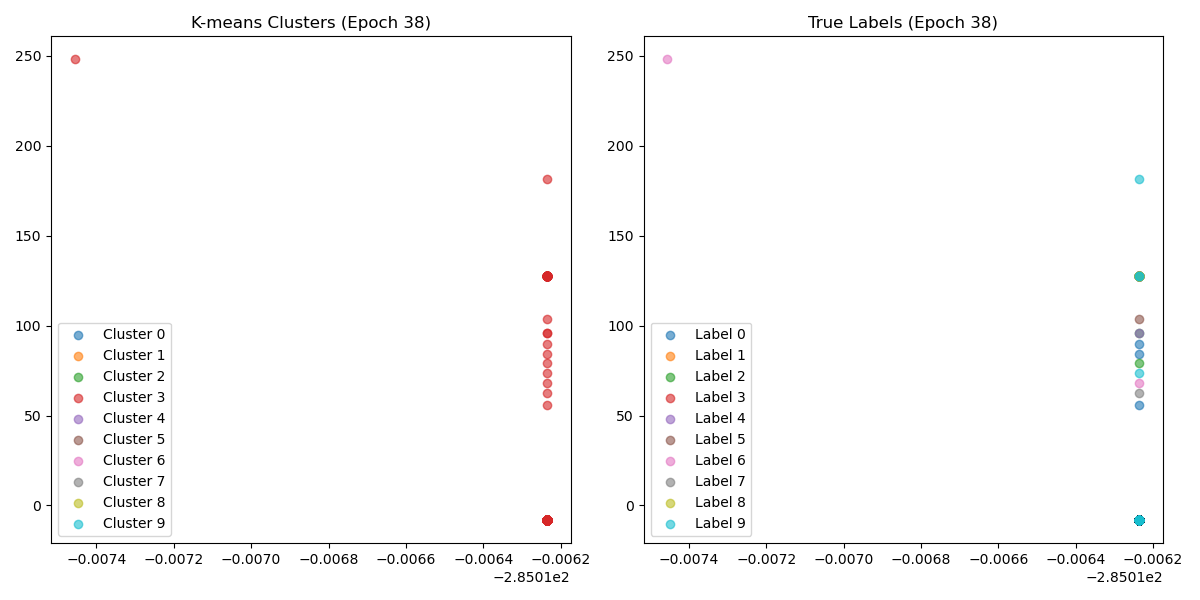 K-means Clusters (Epoch 38)
250
200
150
100
50
0
Cluster 0
Cluster 1
Cluster 2
Cluster 3
Cluster 4
Cluster 5
Cluster 6
Cluster 7
Cluster 8
Cluster 9
−0.0074 −0.0072 −0.0070 −0.0068 −0.0066 −0.0064 −0.0062
−2.8501e2
True Labels (Epoch 38)
250
200
150
100
50
0
Label 0
Label 1
Label 2
Label 3
Label 4
Label 5
Label 6
Label 7
Label 8
Label 9
−0.0074 −0.0072 −0.0070 −0.0068 −0.0066 −0.0064 −0.0062
−2.8501e2